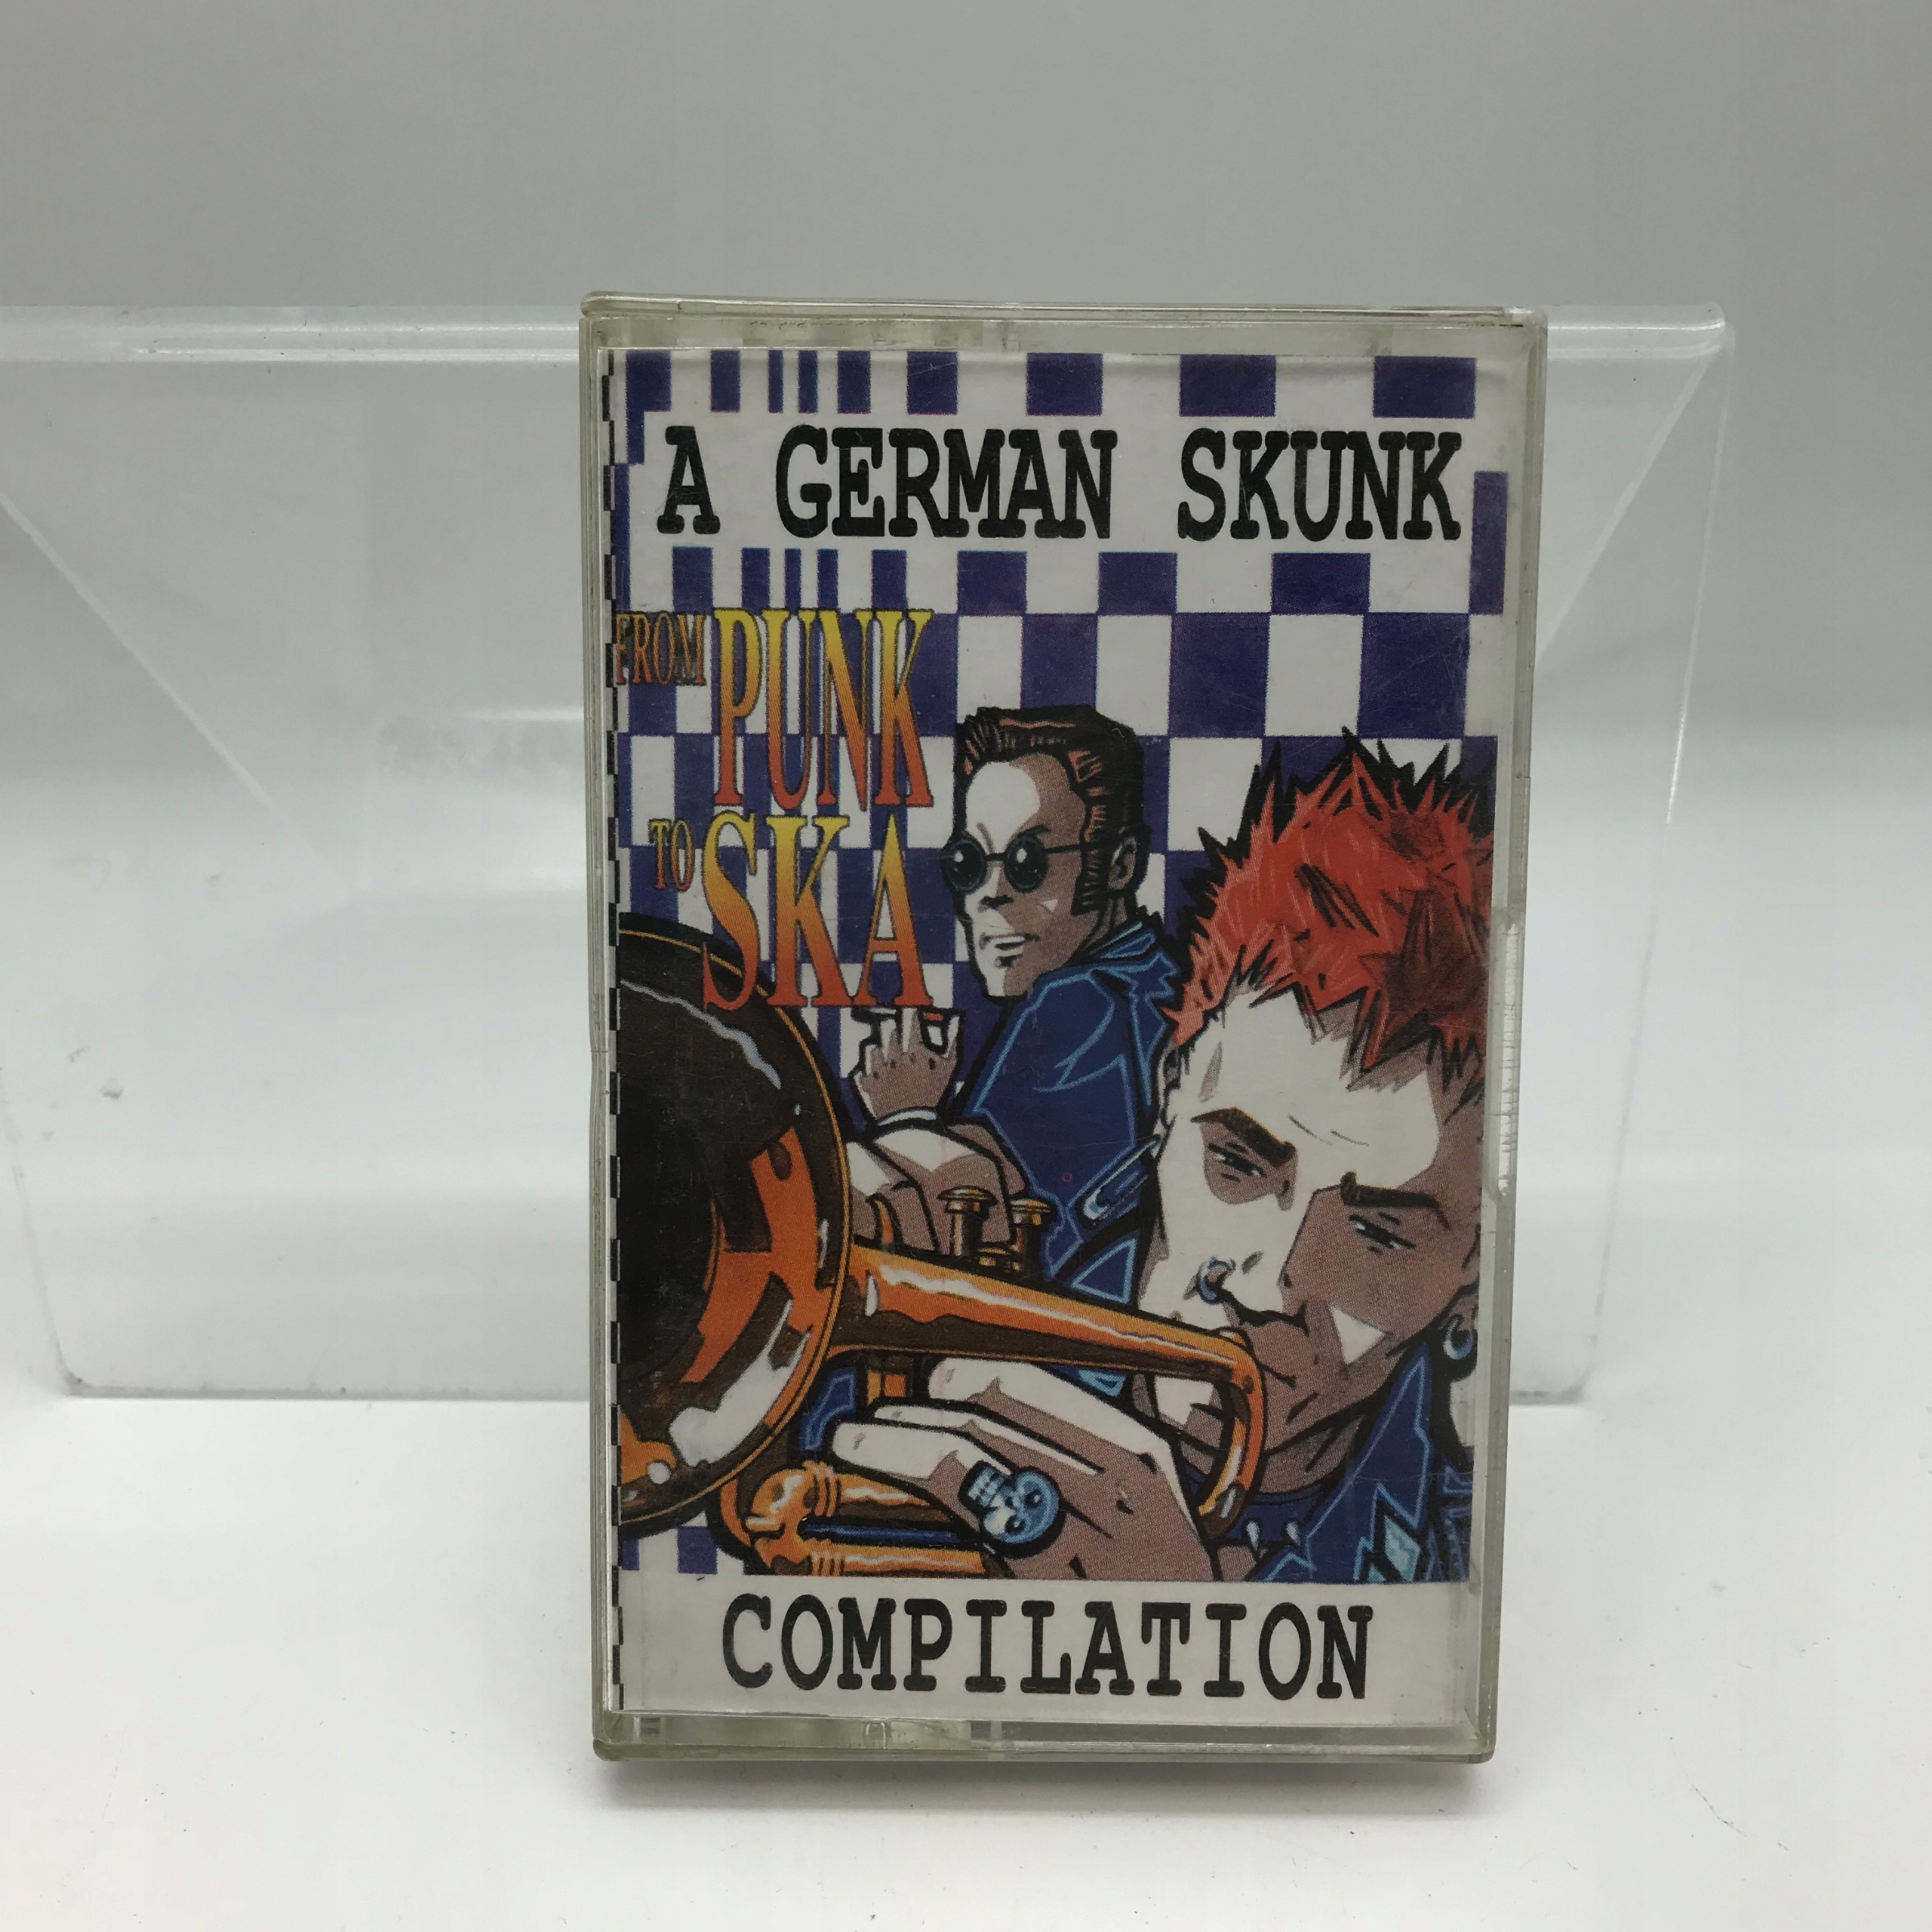 A GERMAN SKUNK
FROM PUNK
TO SKA
COMPILATION